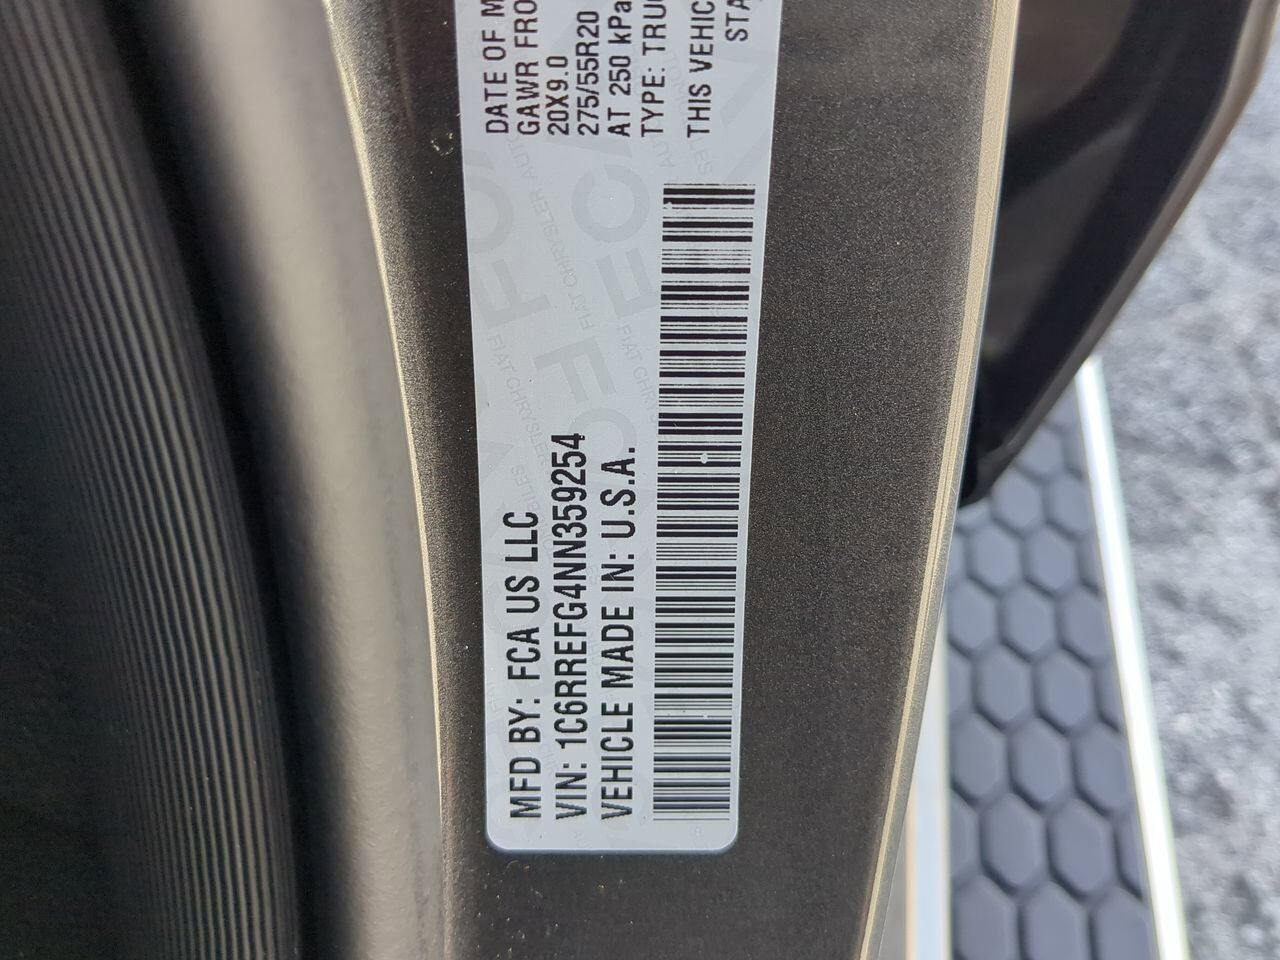 MFD BY: FCA US LLC
VIN: 1C6RREFG4NN359254
VEHICLE MADE IN: U.S.A.
DATE OF M
GAWR FRO
20X9.0
275/55R20
AT 250 kPa
TYPE: TRUC
THIS VEHIC
STA